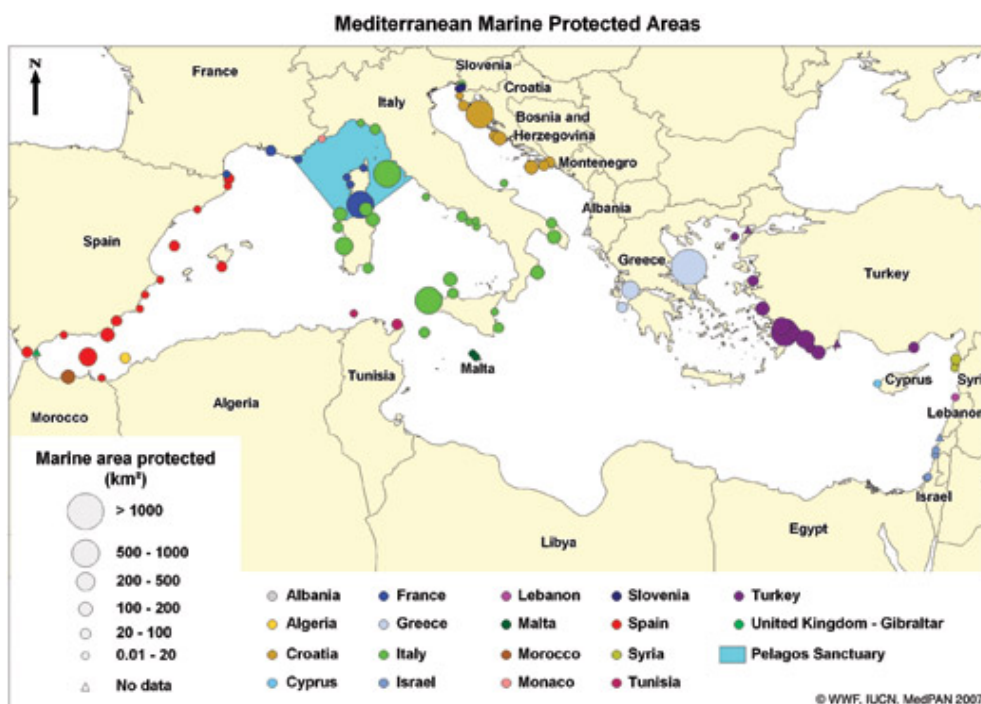 Mediterranean Marine Protected Areas
N
France
Slovenia
Croatia
Italy
Bosnia and
Herzegovina
Montenegro
Albania
Spain
Greece
Turkey
Malta
Tunisia
Cyprus
Syri
Lebanon
Morocco
Algeria
Israel
Libya
Egypt
Marine area protected
(km²)
> 1000
500 - 1000
200 - 500
100 - 200
20 - 100
0.01 - 20
No data
Albania
Algeria
Croatia
Cyprus
France
Greece
Italy
Israel
Lebanon
Malta
Morocco
Monaco
Slovenia
Spain
Syria
Tunisia
Turkey
United Kingdom - Gibraltar
Pelagos Sanctuary
© WWF, IUCN, MedPAN 2007